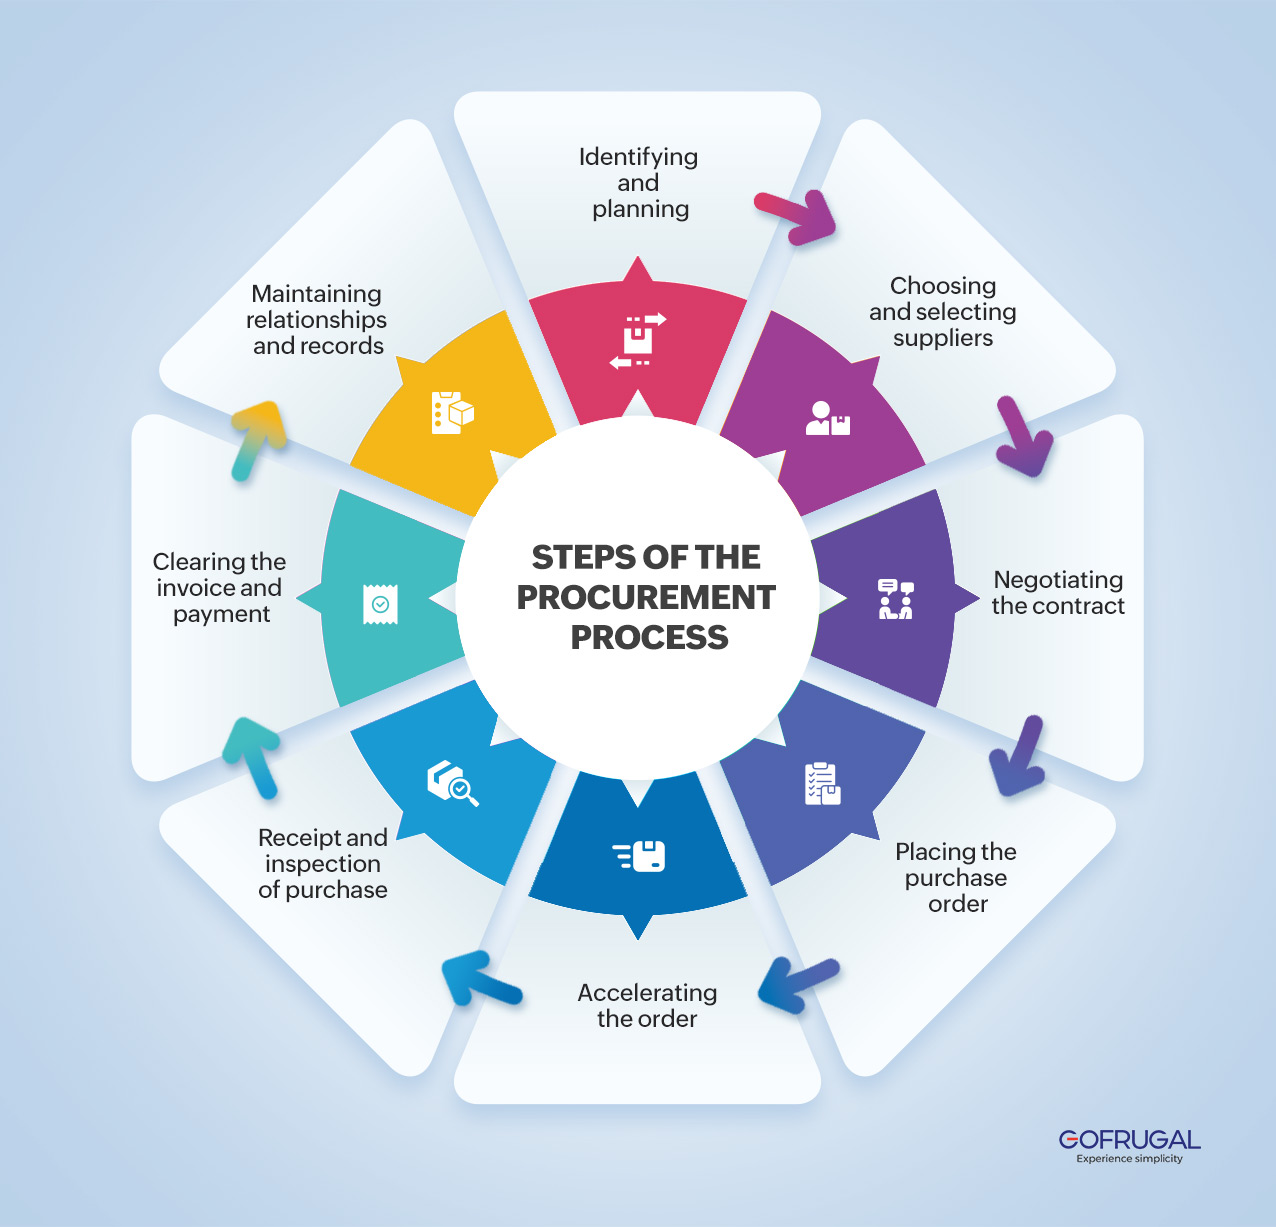 STEPS OF THE
PROCUREMENT
PROCESS
Identifying
and
planning
Choosing
and selecting
suppliers
Negotiating
the contract
Placing the
purchase
order
Accelerating
the order
Receipt and
inspection
of purchase
Clearing the
invoice and
payment
Maintaining
relationships
and records
GOFRUGAL
Experience simplicity